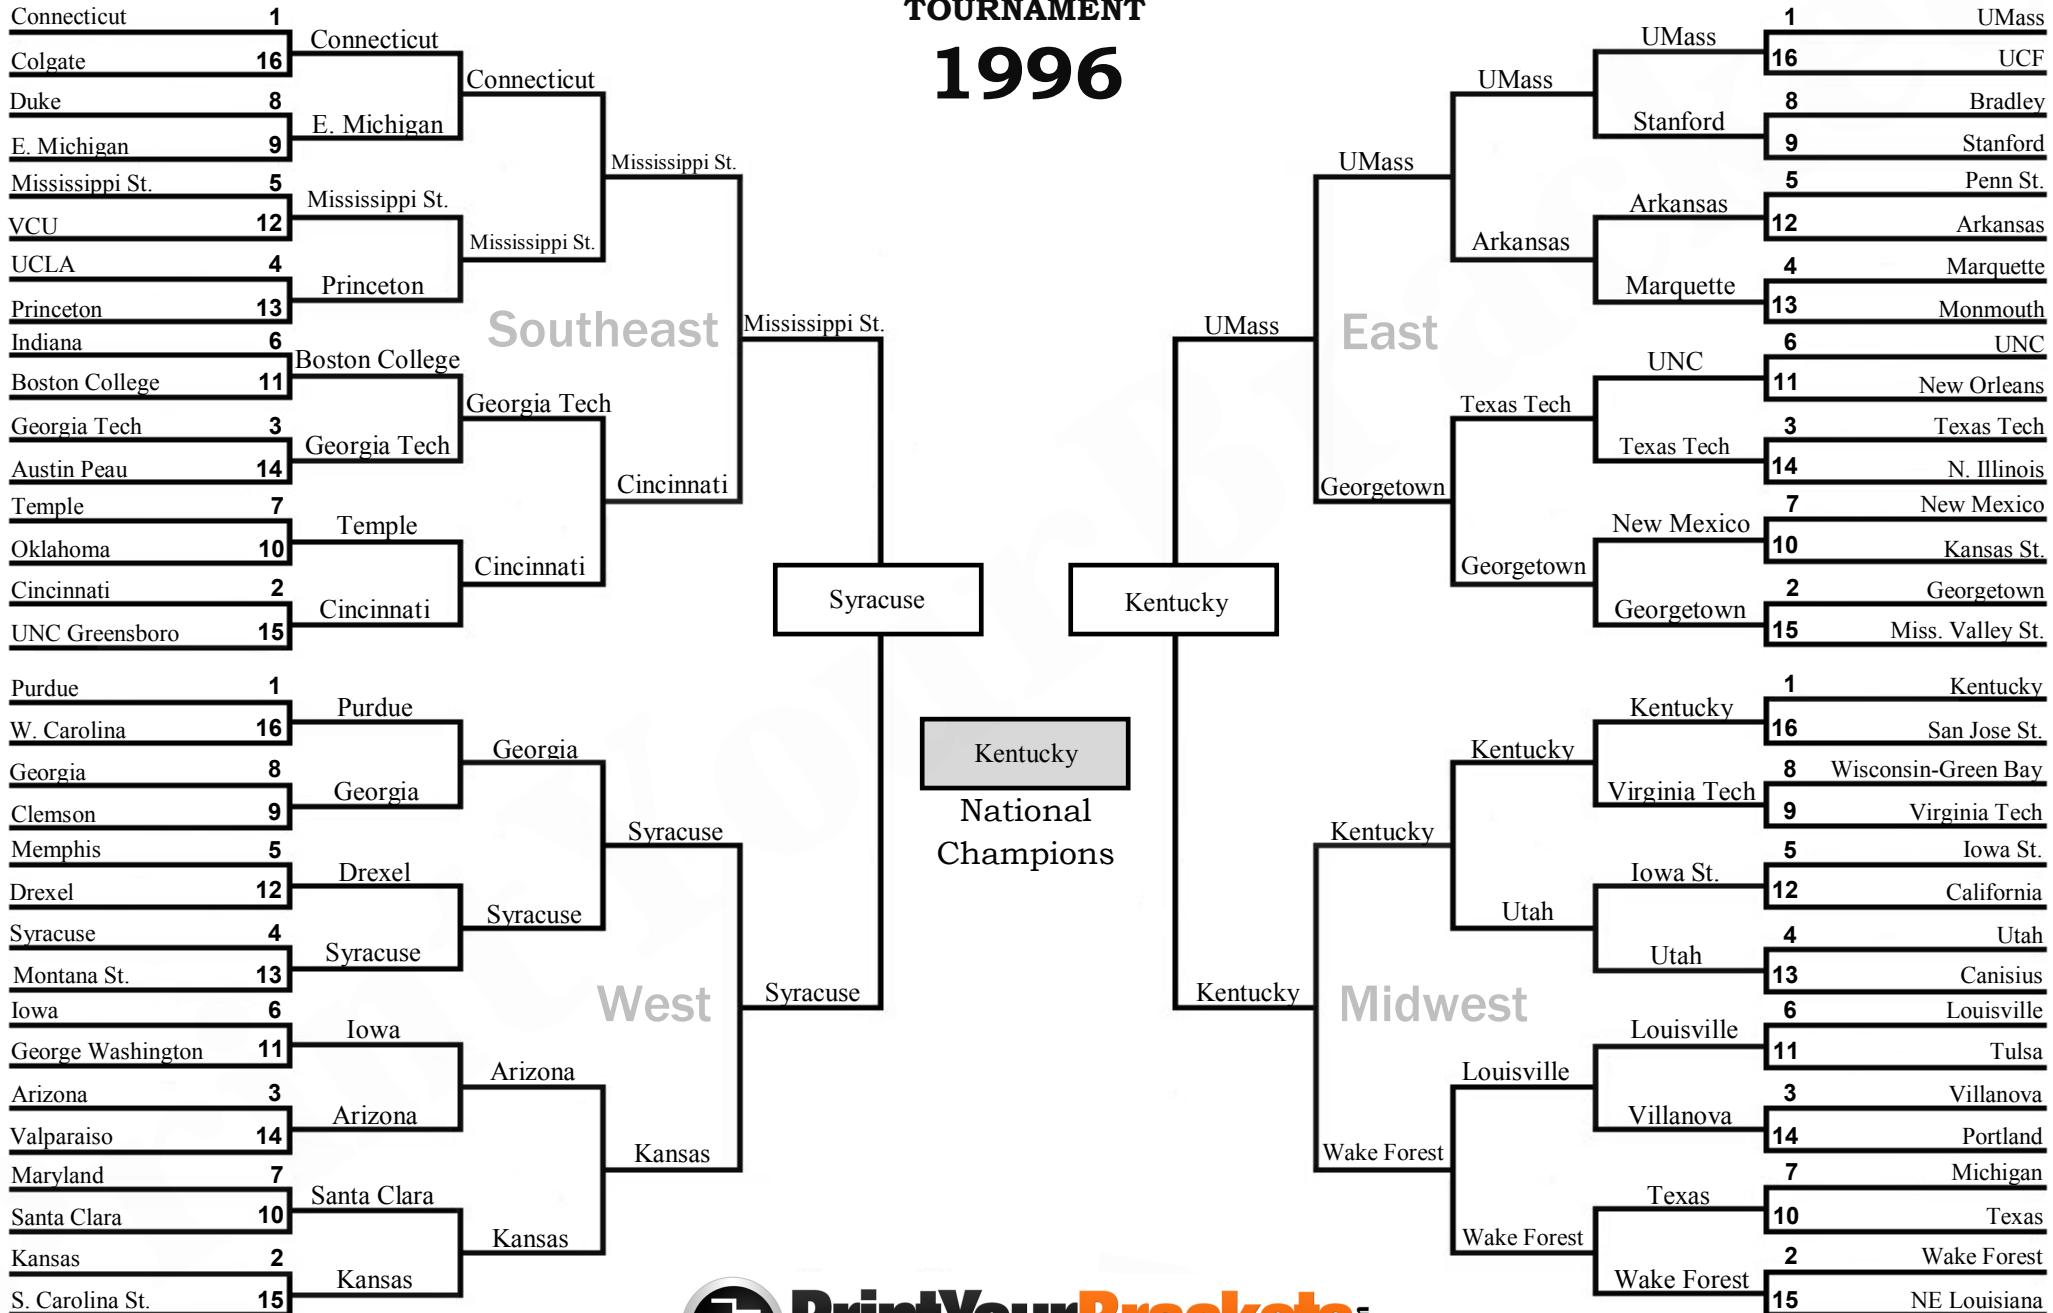 TOURNAMENT
1996
Connecticut 1
Colgate 16
Duke 8
E. Michigan 9
Mississippi St. 5
VCU 12
UCLA 4
Princeton 13
Indiana 6
Boston College 11
Georgia Tech 3
Austin Peau 14
Temple 7
Oklahoma 10
Cincinnati 2
UNC Greensboro 15
Connecticut
E. Michigan
Mississippi St.
Princeton
Boston College
Georgia Tech
Temple
Cincinnati
Connecticut
Mississippi St.
Georgia Tech
Cincinnati
Mississippi St.
Cincinnati
Southeast
Mississippi St.
Purdue 1
W. Carolina 16
Georgia 8
Clemson 9
Memphis 5
Drexel 12
Syracuse 4
Montana St. 13
Iowa 6
George Washington 11
Arizona 3
Valparaiso 14
Maryland 7
Santa Clara 10
Kansas 2
S. Carolina St. 15
Purdue
Georgia
Drexel
Syracuse
Iowa
Arizona
Santa Clara
Kansas
Georgia
Syracuse
Arizona
Kansas
Syracuse
Kansas
West
Syracuse
Syracuse
Kentucky
Kentucky
National
Champions
1 UMass
16 UCF
8 Bradley
9 Stanford
5 Penn St.
12 Arkansas
4 Marquette
13 Monmouth
6 UNC
11 New Orleans
3 Texas Tech
14 N. Illinois
7 New Mexico
10 Kansas St.
2 Georgetown
15 Miss. Valley St.
UMass
Stanford
Arkansas
Marquette
UNC
Texas Tech
New Mexico
Georgetown
UMass
Arkansas
Texas Tech
Georgetown
UMass
Georgetown
East
UMass
1 Kentucky
16 San Jose St.
8 Wisconsin-Green Bay
9 Virginia Tech
5 Iowa St.
12 California
4 Utah
13 Canisius
6 Louisville
11 Tulsa
3 Villanova
14 Portland
7 Michigan
10 Texas
2 Wake Forest
15 NE Louisiana
Kentucky
Virginia Tech
Iowa St.
Utah
Louisville
Villanova
Texas
Wake Forest
Kentucky
Utah
Louisville
Wake Forest
Kentucky
Wake Forest
Midwest
Kentucky
PrintYourBrackets